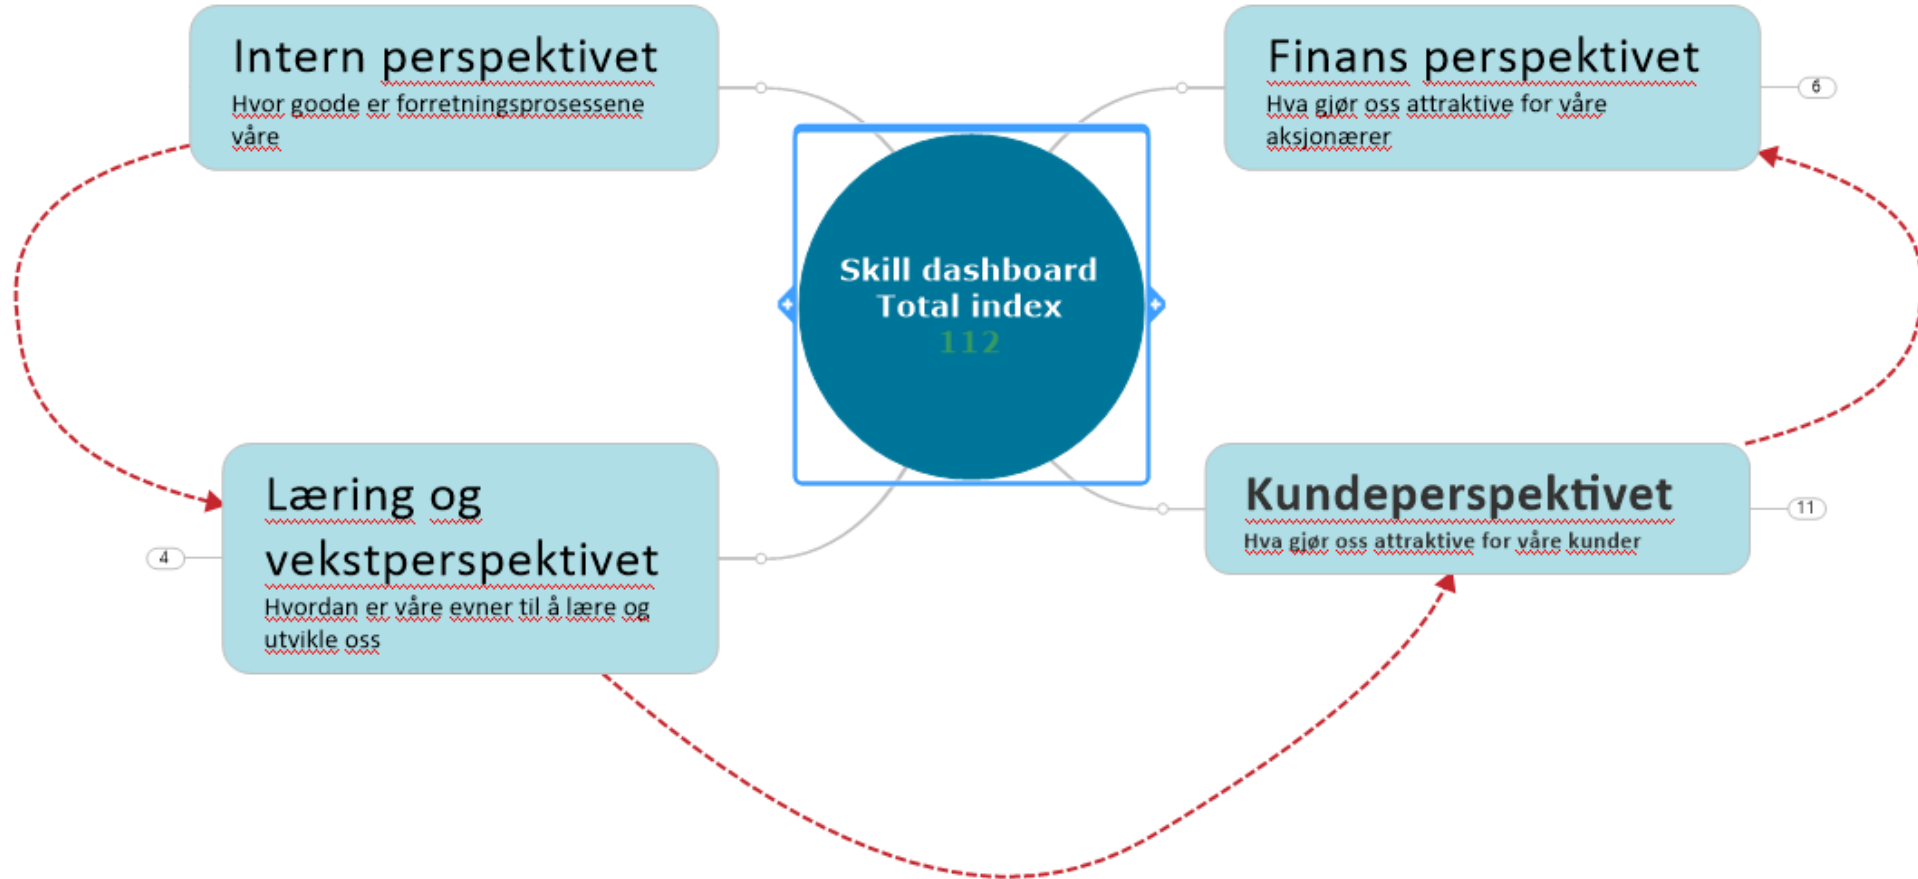 Intern perspektivet
Hvor goode er forretningsprosessene
våre
Finans perspektivet
Hva gjør oss attraktive for våre
aksjonærer
6
Skill dashboard
Total index
112
Læring og
vekstperspektivet
Hvordan er våre evner til å lære og
utvikle oss
4
Kundeperspektivet
Hva gjør oss attraktive for våre kunder
11